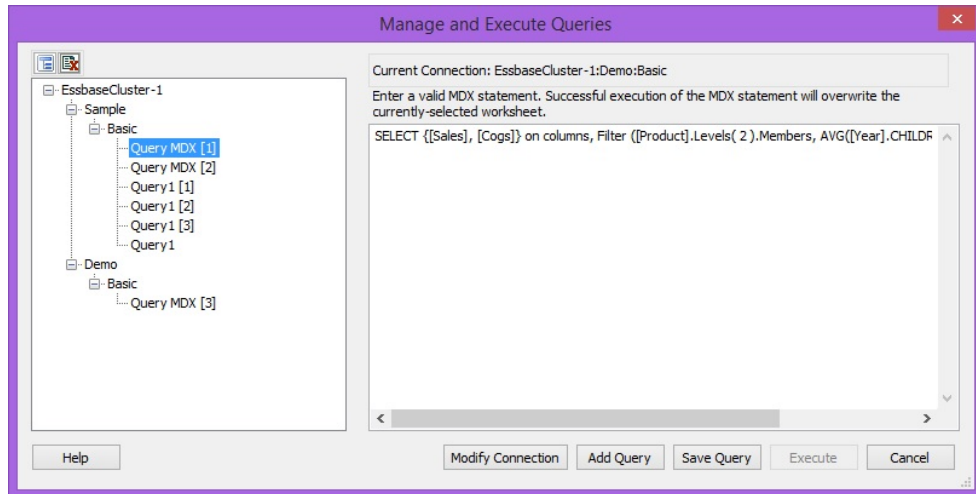 Manage and Execute Queries
EssbaseCluster-1
Sample
Basic
Query MDX [1]
Query MDX [2]
Query1 [1]
Query1 [2]
Query1 [3]
Query1
Demo
Basic
Query MDX [3]
Current Connection: EssbaseCluster-1:Demo:Basic
Enter a valid MDX statement. Successful execution of the MDX statement will overwrite the
currently-selected worksheet.
SELECT {[Sales], [Cogs]} on columns, Filter ([Product].Levels( 2 ).Members, AVG([Year].CHILDR
Help
Modify Connection
Add Query
Save Query
Execute
Cancel